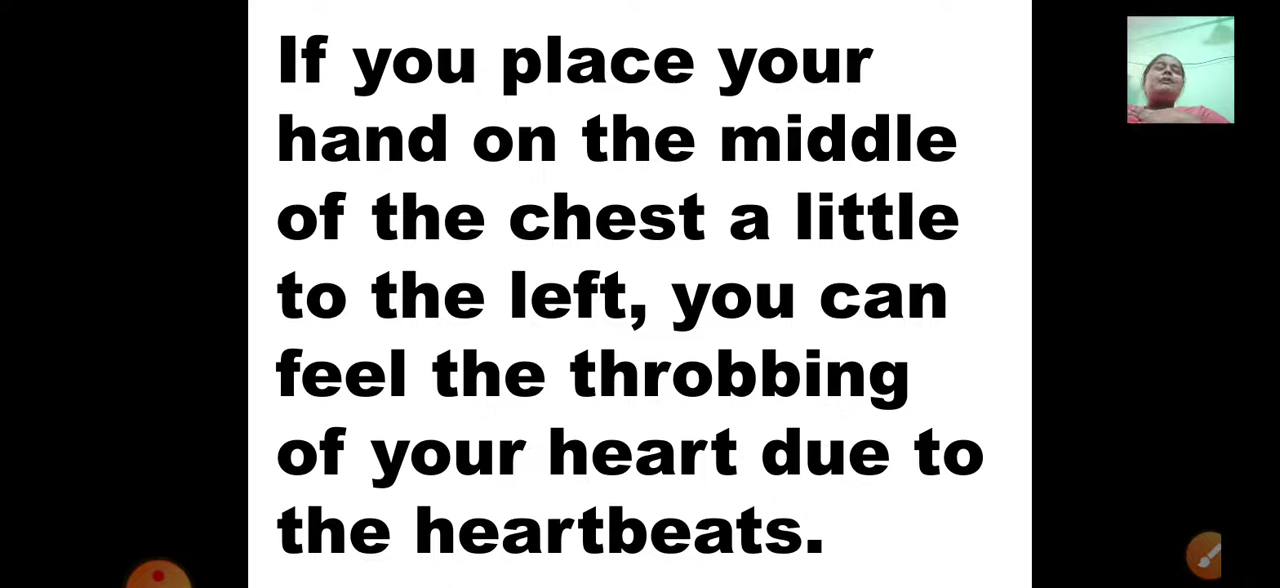 If you place your
hand on the middle
of the chest a little
to the left, you can
feel the throbbing
of your heart due to
the heartbeats.